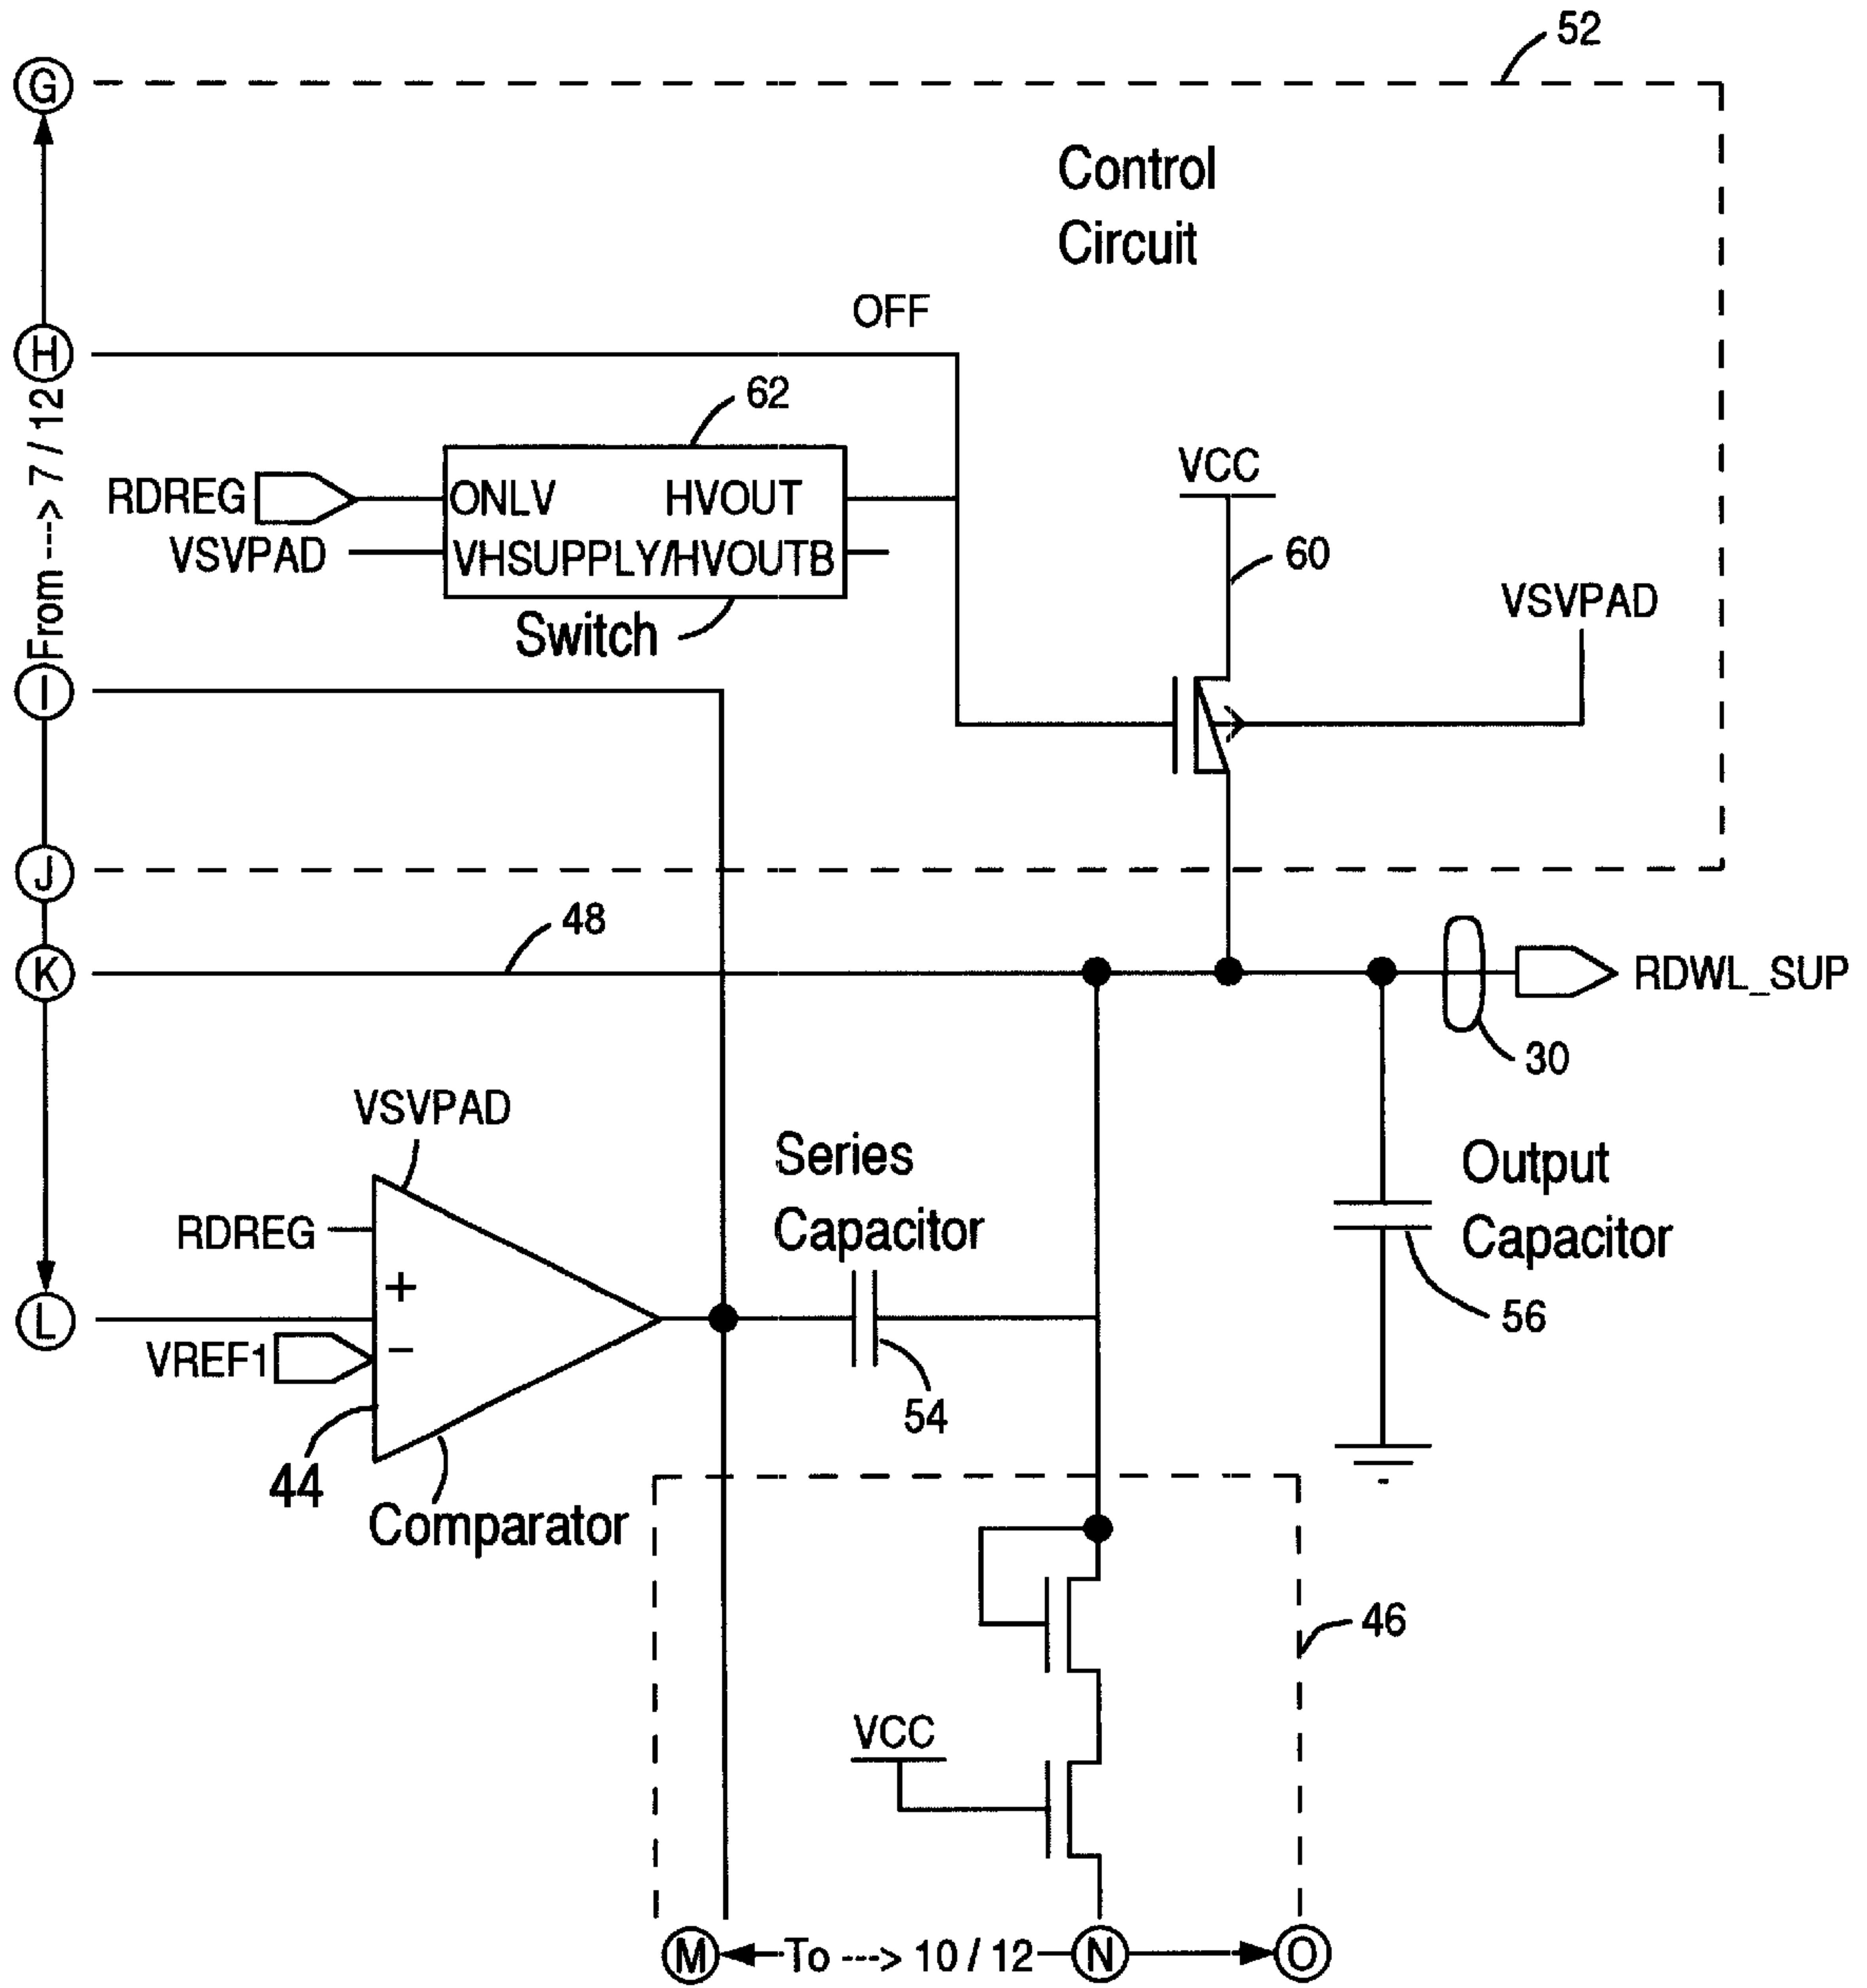 52
G
Control
Circuit
OFF
H
62
RDREG
ONLV HVOUT
VSVPAD
VHSUPPLY/HVOUTB
Switch
VCC
60
VSVPAD
From ---> 7 / 12
I
J
48
K
RDWL_SUP
30
VSVPAD
Series
Capacitor
Output
Capacitor
RDREG
+
L
VREF1
-
44
Comparator
54
56
46
VCC
M
To ---> 10 / 12
N
O